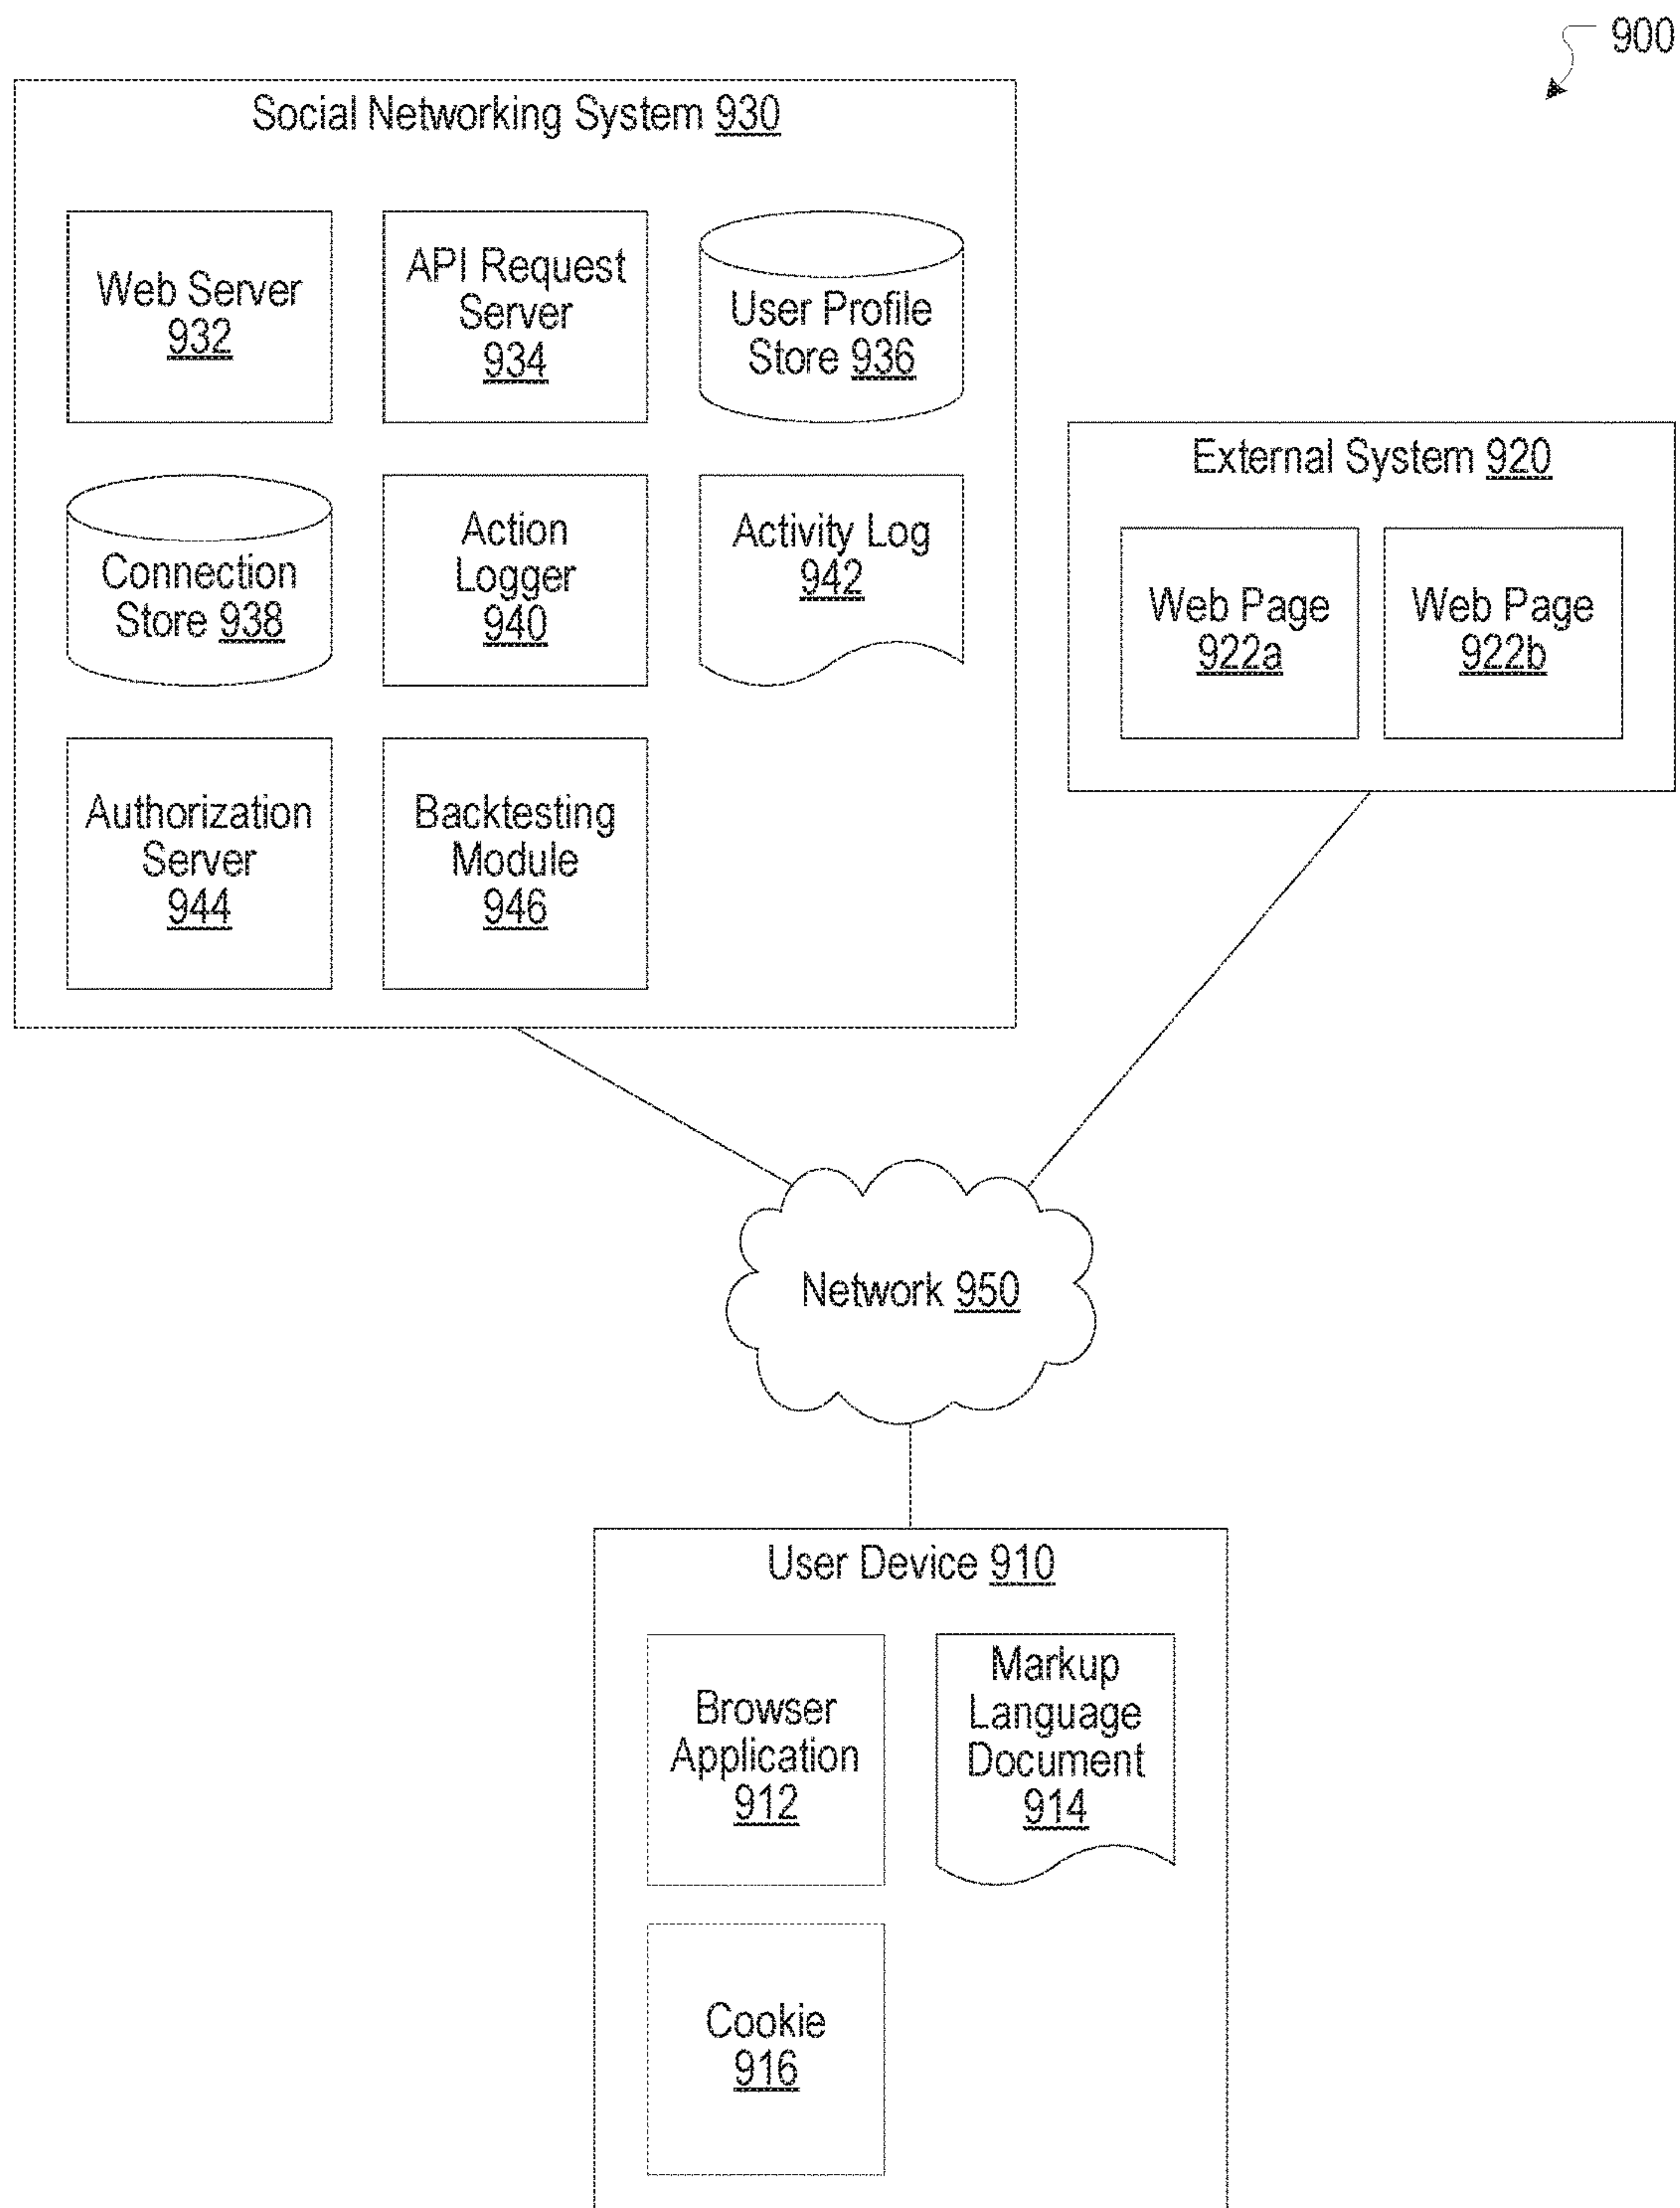 900
Social Networking System 930
Web Server
932
API Request
Server
934
User Profile
Store 936
Connection
Store 938
Action
Logger
940
Activity Log
942
Authorization
Server
944
Backtesting
Module
946
External System 920
Web Page
922a
Web Page
922b
Network 950
User Device 910
Browser
Application
912
Markup
Language
Document
914
Cookie
916